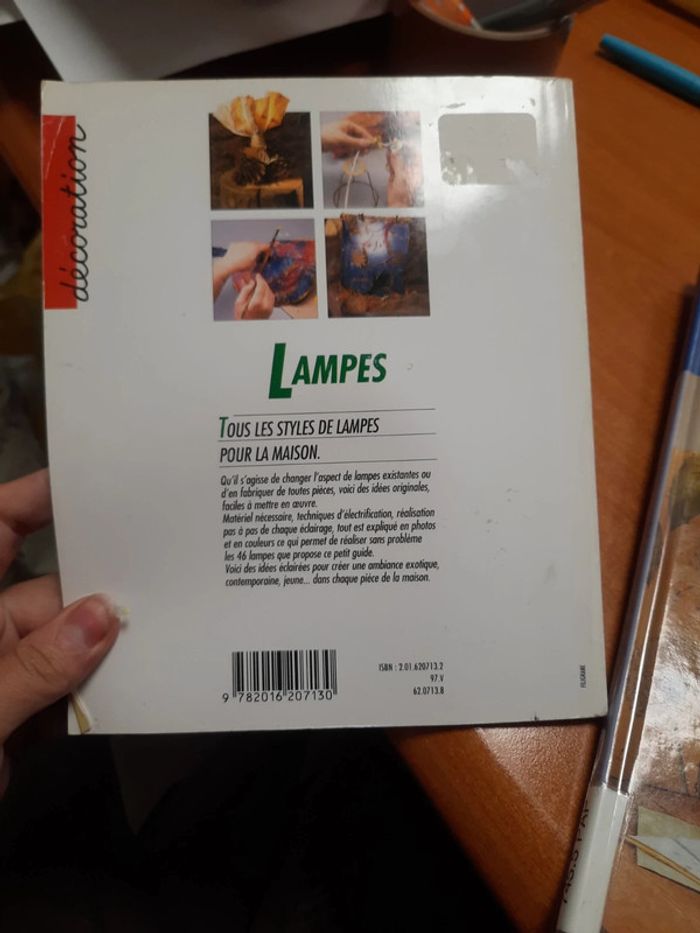 décoration
LAMPES
TOUS LES STYLES DE LAMPES
POUR LA MAISON.
Qu'il s'agisse de changer l'aspect de lampes existantes ou
d'en fabriquer de toutes pièces, voici des idées originales,
faciles à mettre en œuvre.
Matériel nécessaire, techniques d'électrification, réalisation
pas à pas de chaque éclairage, tout est expliqué en photos
et en couleurs ce qui permet de réaliser sans problème
les 46 lampes que propose ce petit guide.
Voici des idées éclairées pour créer une ambiance exotique,
contemporaine, jeune... dans chaque pièce de la maison.
9 782016 207130
ISBN : 2.01.620713.2
97.V
62.0713.8
FILIGRANE